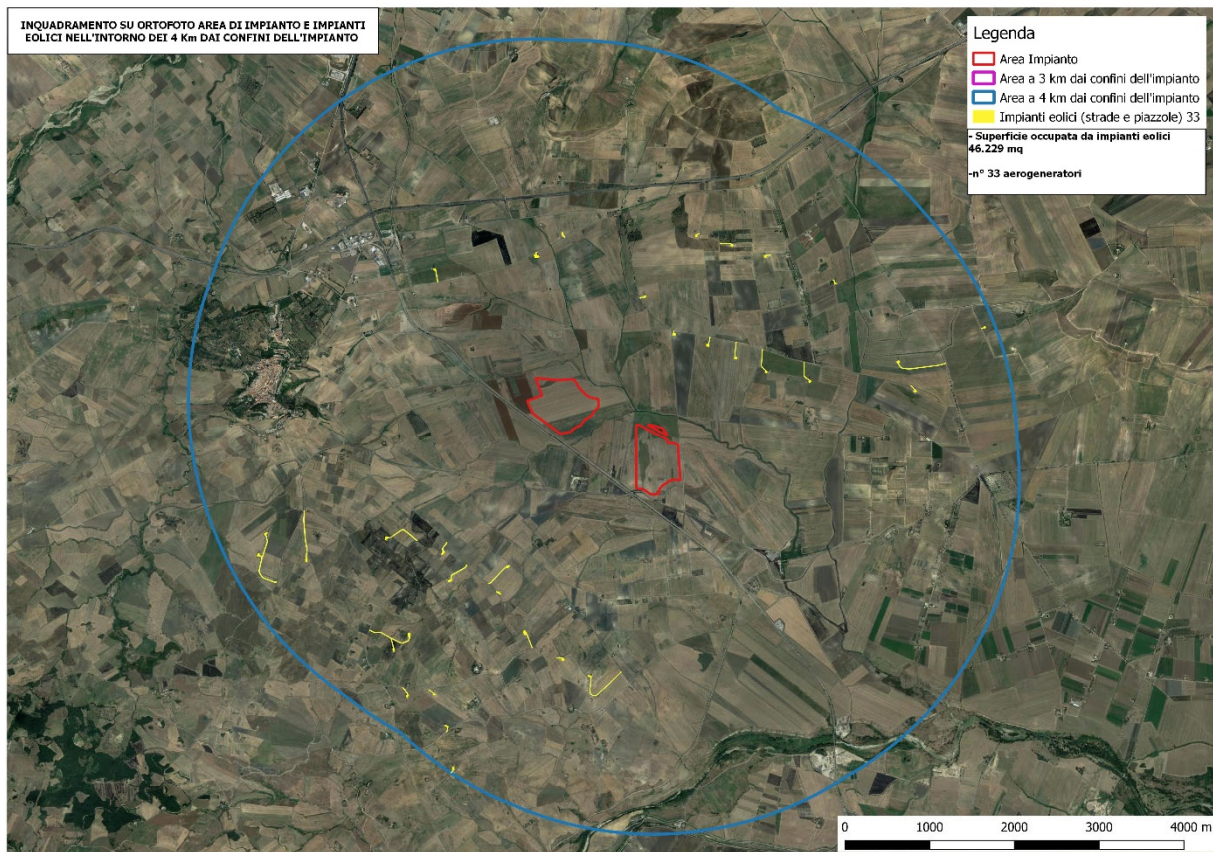 INQUADRAMENTO SU ORTOFOTO AREA DI IMPIANTO E IMPIANTI
EOLICI NELL'INTORNO DEI 4 Km DAI CONFINI DELL'IMPIANTO
Legenda
Area Impianto
Area a 3 km dai confini dell'impianto
Area a 4 km dai confini dell'impianto
Impianti eolici (strade e piazzole) 33
- Superficie occupata da impianti eolici
46.229 mq
-n° 33 aerogeneratori
0 1000 2000 3000 4000 m